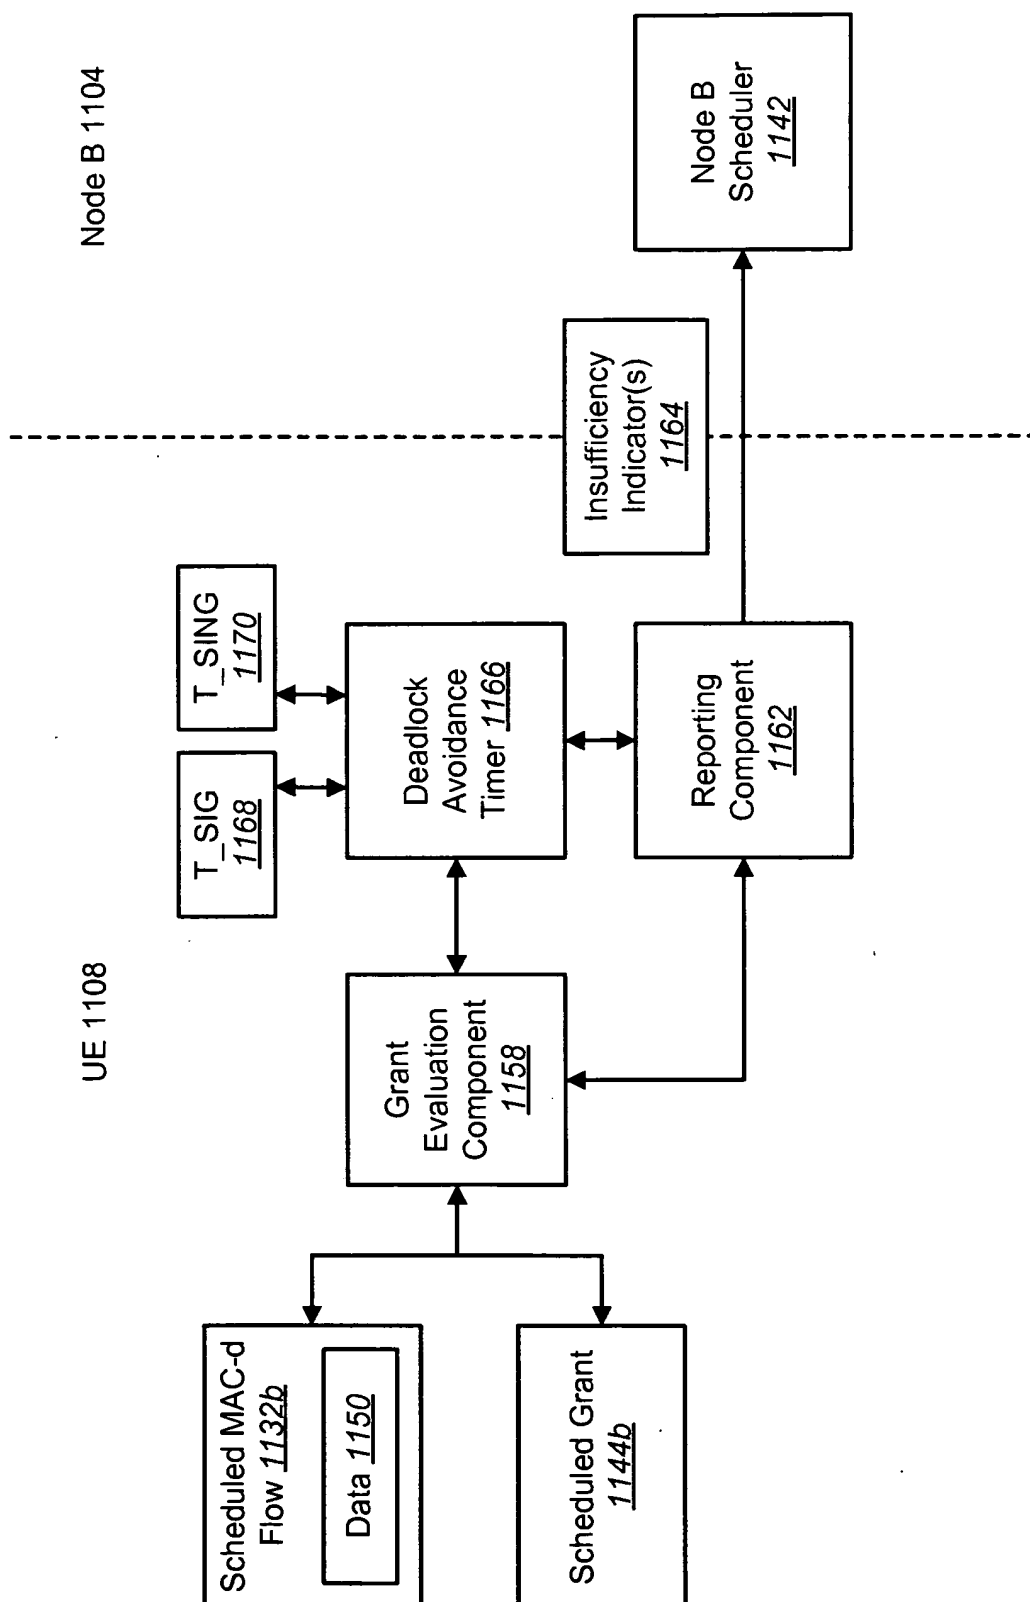 UE 1108
Node B 1104
Scheduled MAC-d
Flow 1132b
Data 1150
Scheduled Grant
1144b
Grant
Evaluation
Component
1158
T_SIG
1168
T_SING
1170
Deadlock
Avoidance
Timer 1166
Reporting
Component
1162
Insufficiency
Indicator(s)
1164
Node B
Scheduler
1142